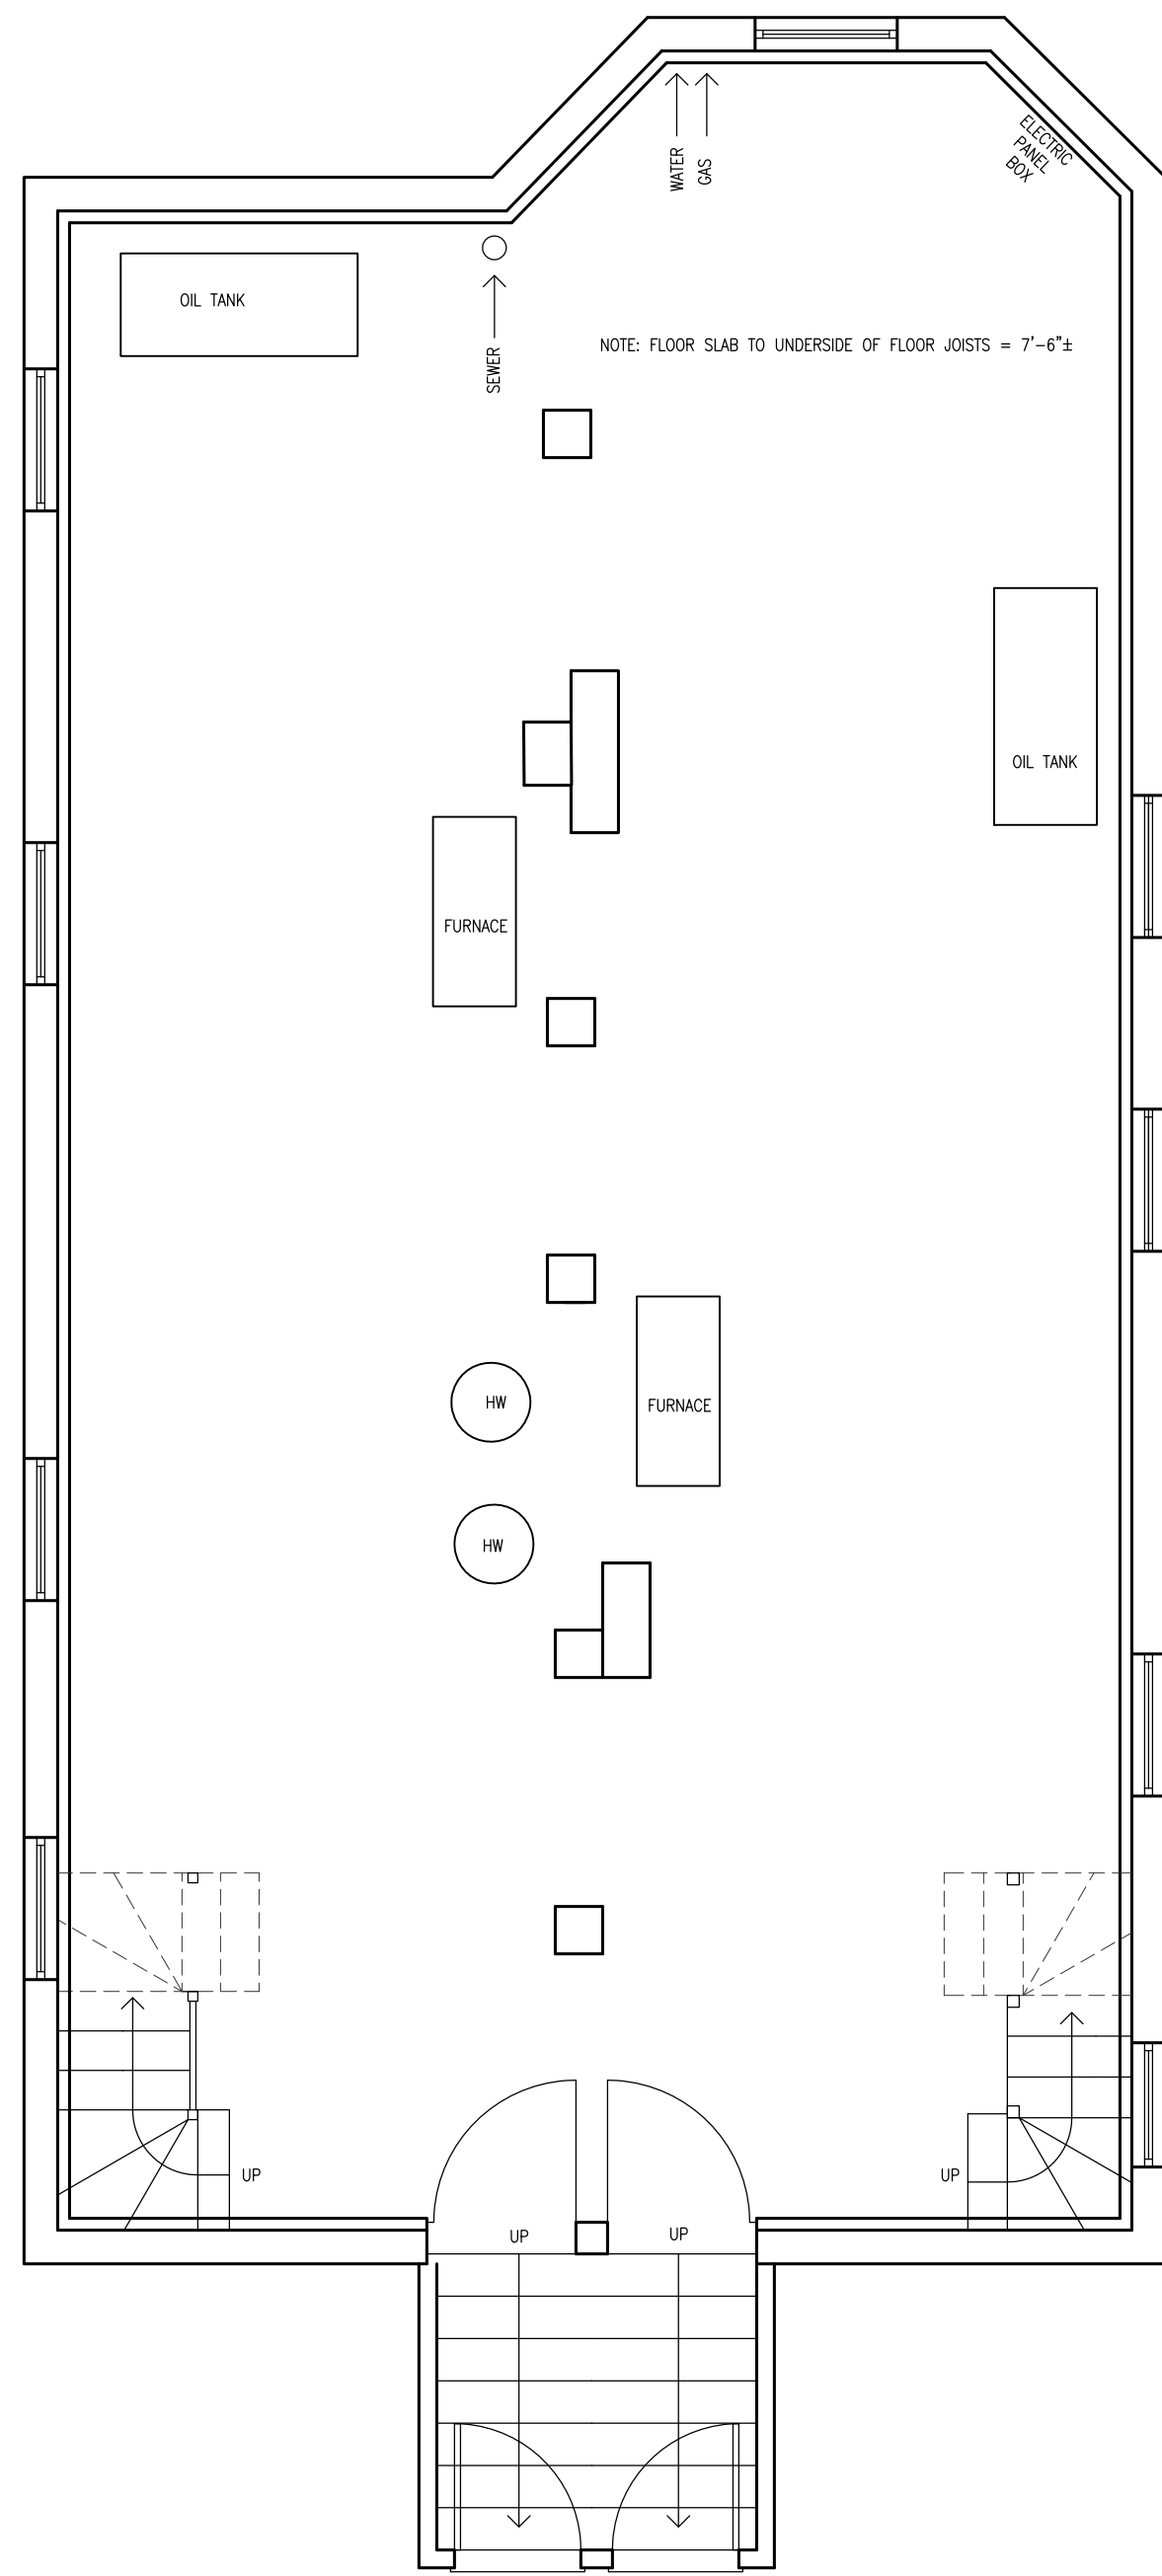 WATER
GAS
ELECTRIC
PANEL
BOX
OIL TANK
SEWER
NOTE: FLOOR SLAB TO UNDERSIDE OF FLOOR JOISTS = 7'-6"±
OIL TANK
FURNACE
HW
FURNACE
HW
UP
UP
UP
UP